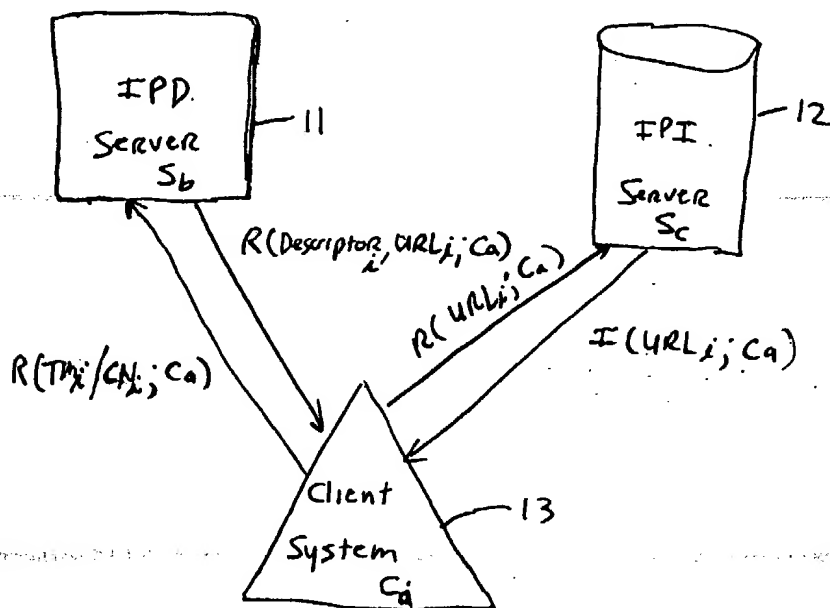 IPD.
Server
Sb
11
IPI.
Server
Sc
12
R(Descriptor i, URLi; Ca)
R(URLi; Ca)
I(URLi; Ca)
R(TMi/CNi; Ca)
Client
System
Ca
13